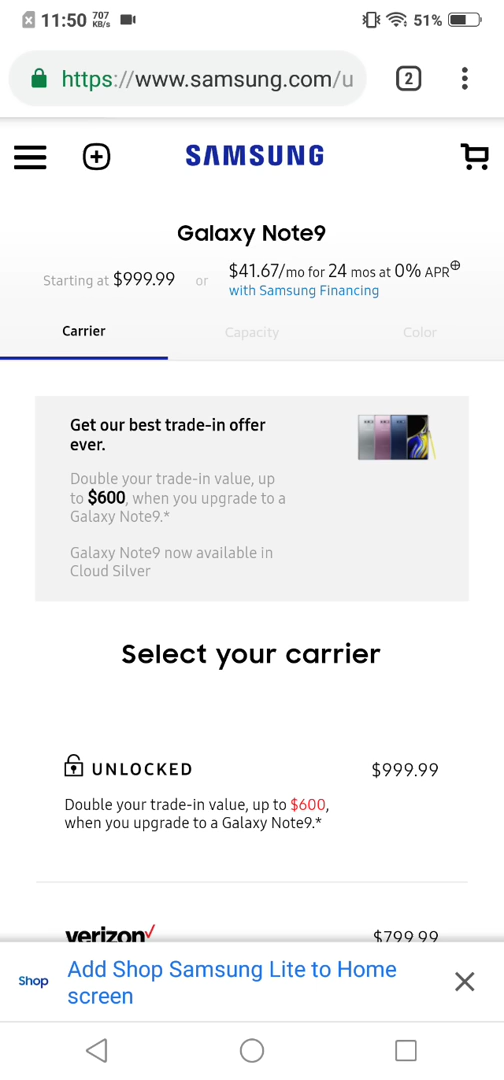 11:50 707 KB/s 51%
https://www.samsung.com/u 2
SAMSUNG
Galaxy Note9
Starting at $999.99 or $41.67/mo for 24 mos at 0% APR⊕
with Samsung Financing
Carrier Capacity Color
Get our best trade-in offer
ever.
Double your trade-in value, up
to $600, when you upgrade to a
Galaxy Note9.*
Galaxy Note9 now available in
Cloud Silver
Select your carrier
UNLOCKED $999.99
Double your trade-in value, up to $600,
when you upgrade to a Galaxy Note9.*
verizon $799.99
Shop Add Shop Samsung Lite to Home
screen